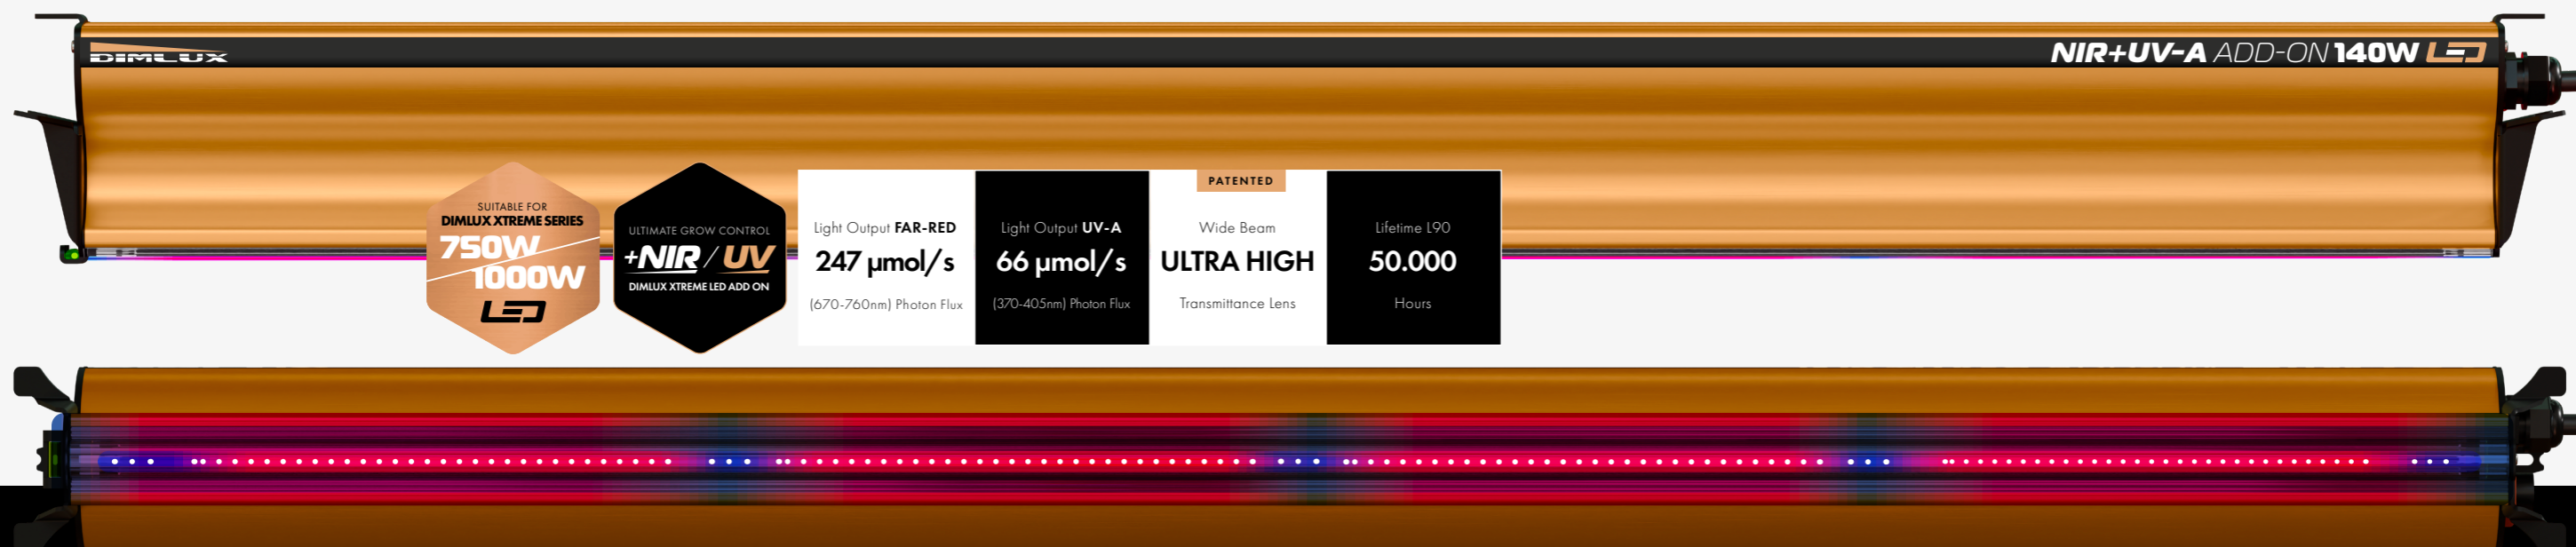 DIMLUX
NIR+UV-A ADD-ON 140W LED
SUITABLE FOR
DIMLUX XTREME SERIES
750W
1000W
LED
ULTIMATE GROW CONTROL
+NIR / UV
DIMLUX XTREME LED ADD ON
Light Output FAR-RED
247 µmol/s
(670-760nm) Photon Flux
Light Output UV-A
66 µmol/s
(370-405nm) Photon Flux
PATENTED
Wide Beam
ULTRA HIGH
Transmittance Lens
Lifetime L90
50.000
Hours